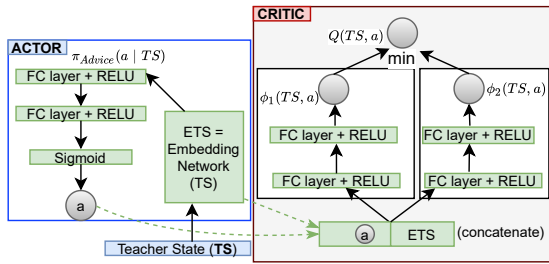 ACTOR
π_Advice(a | TS)
FC layer + RELU
FC layer + RELU
Sigmoid
a
ETS =
Embedding
Network
(TS)
Teacher State (TS)
CRITIC
Q(TS, a)
min
ϕ₁(TS, a)
FC layer + RELU
FC layer + RELU
ϕ₂(TS, a)
FC layer + RELU
FC layer + RELU
a
ETS
(concatenate)